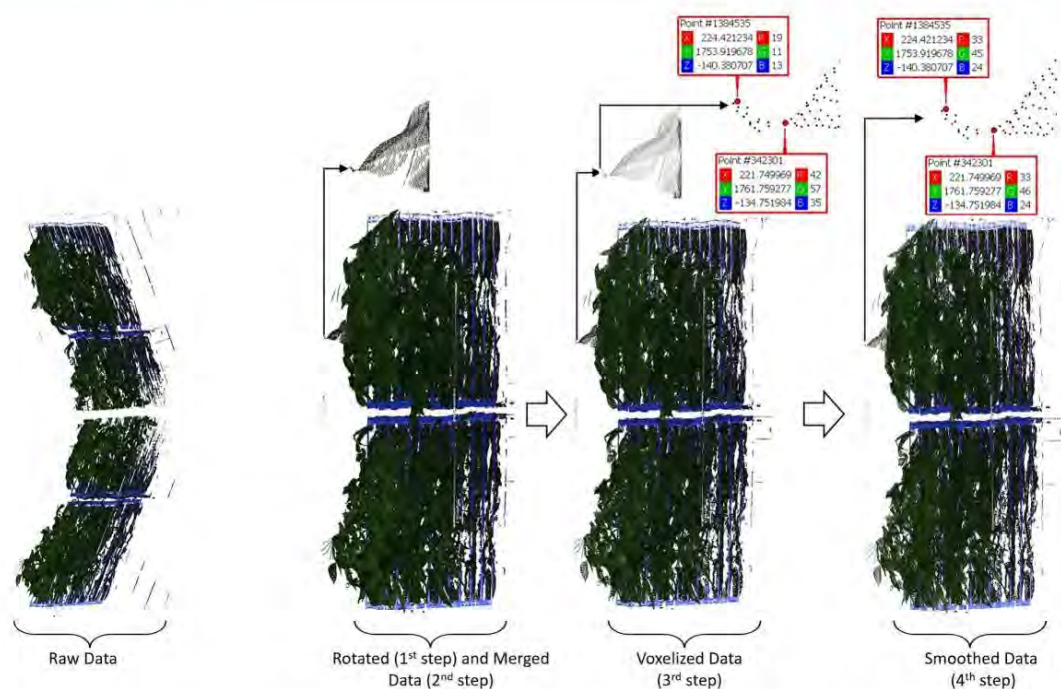 Point #1384535
X 224.421234 R 19
Y 1753.919678 G 11
Z -140.380707 B 13
Point #342301
X 221.749969 R 42
Y 1761.759277 G 57
Z -134.751984 B 35
Point #1384535
X 224.421234 R 33
Y 1753.919678 G 45
Z -140.380707 B 24
Point #342301
X 221.749969 R 33
Y 1761.759277 G 46
Z -134.751984 B 24
Raw Data
Rotated (1st step) and Merged
Data (2nd step)
Voxelized Data
(3rd step)
Smoothed Data
(4th step)